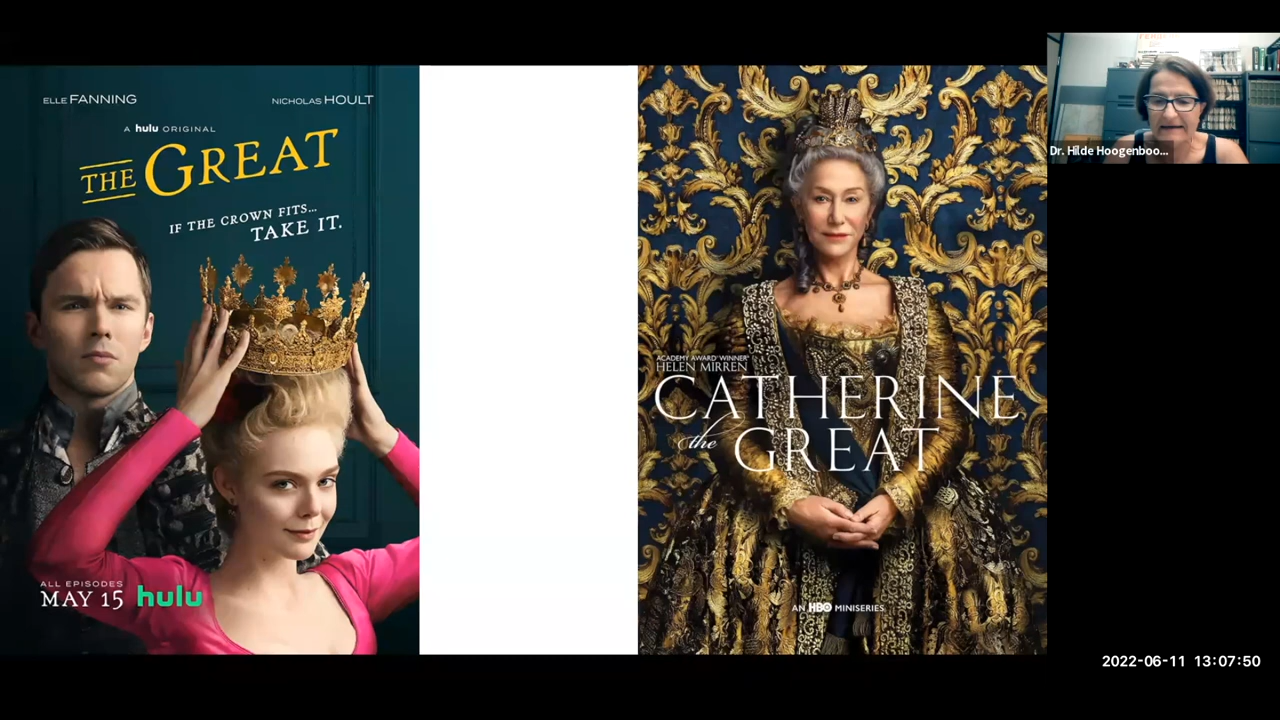 ELLE FANNING
NICHOLAS HOULT
A hulu ORIGINAL
THE GREAT
IF THE CROWN FITS...
TAKE IT.
ALL EPISODES
MAY 15 hulu
ACADEMY AWARD WINNER®
HELEN MIRREN
CATHERINE
the GREAT
AN HBO MINISERIES
Dr. Hilde Hoogenboo...
2022-06-11 13:07:50